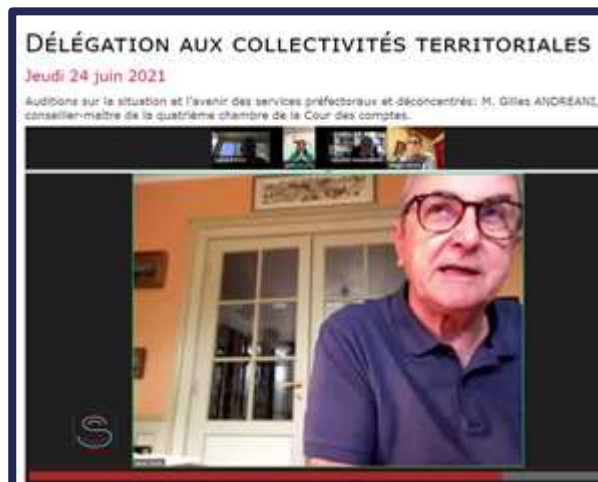 DÉLÉGATION AUX COLLECTIVITÉS TERRITORIALES
Jeudi 24 juin 2021
Auditions sur la situation et l'avenir des services préfectoraux et déconcentrés: M. Gilles ANDREANI,
conseiller-maître de la quatrième chambre de la Cour des comptes.
S